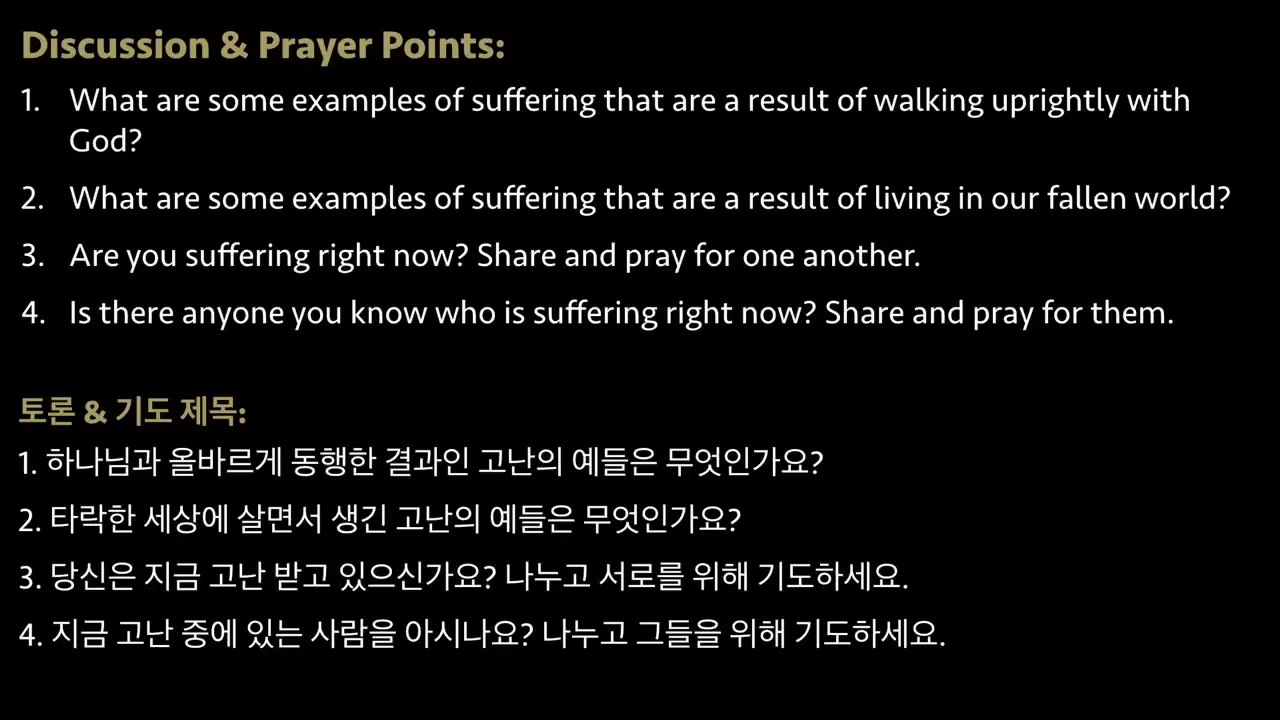 Discussion & Prayer Points:
1. What are some examples of suffering that are a result of walking uprightly with
God?
2. What are some examples of suffering that are a result of living in our fallen world?
3. Are you suffering right now? Share and pray for one another.
4. Is there anyone you know who is suffering right now? Share and pray for them.
토론 & 기도 제목:
1. 하나님과 올바르게 동행한 결과인 고난의 예들은 무엇인가요?
2. 타락한 세상에 살면서 생긴 고난의 예들은 무엇인가요?
3. 당신은 지금 고난 받고 있으신가요? 나누고 서로를 위해 기도하세요.
4. 지금 고난 중에 있는 사람을 아시나요? 나누고 그들을 위해 기도하세요.